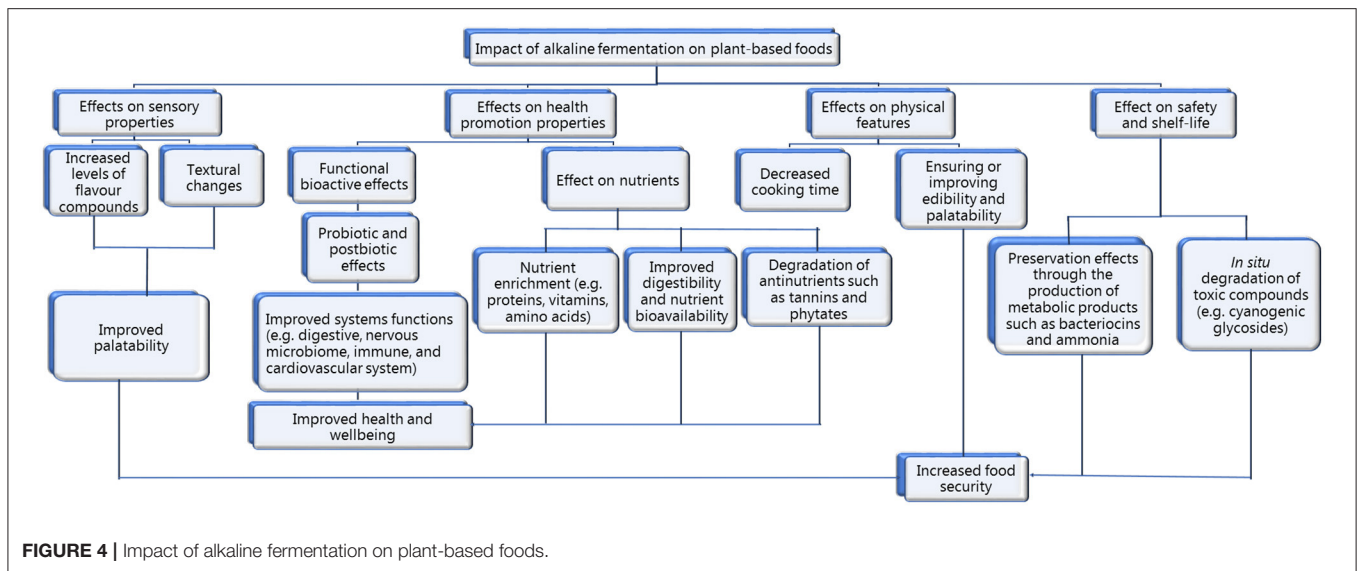 Impact of alkaline fermentation on plant-based foods
Effects on sensory
properties
Effects on health
promotion properties
Effects on physical
features
Effect on safety
and shelf-life
Increased
levels of
flavour
compounds
Textural
changes
Functional
bioactive effects
Effect on nutrients
Decreased
cooking time
Ensuring or
improving
edibility and
palatability
Probiotic and
postbiotic
effects
Nutrient
enrichment (e.g.
proteins, vitamins,
amino acids)
Improved
digestibility
and nutrient
bioavailability
Degradation of
antinutrients such
as tannins and
phytates
Preservation effects
through the
production of
metabolic products
such as bacteriocins
and ammonia
In situ
degradation of
toxic compounds
(e.g. cyanogenic
glycosides)
Improved
palatability
Improved systems functions
(e.g. digestive, nervous
microbiome, immune, and
cardiovascular system)
Improved health and
wellbeing
Increased food
security
FIGURE 4 | Impact of alkaline fermentation on plant-based foods.